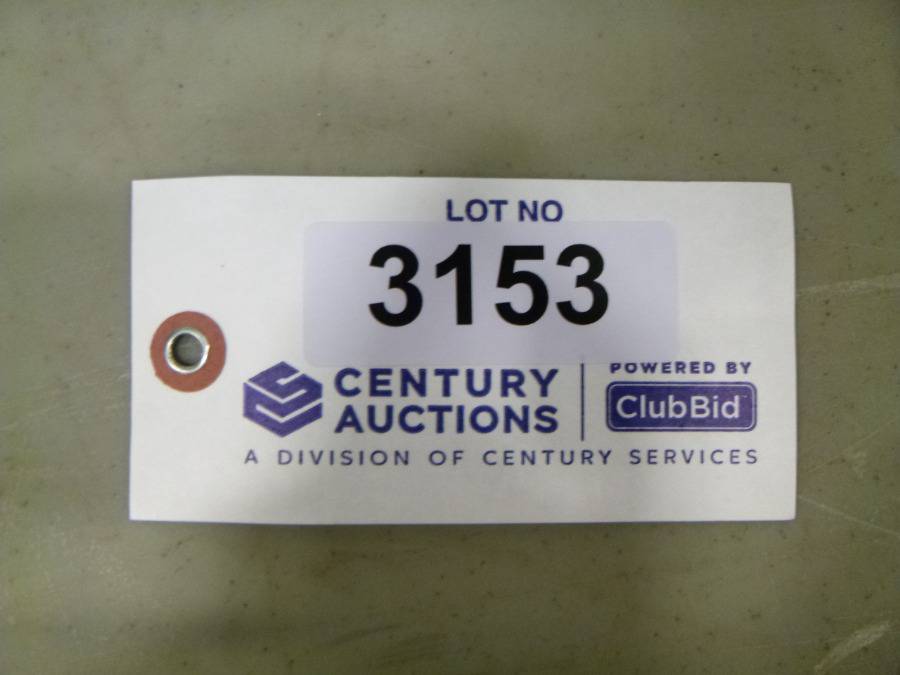 LOT NO
3153
CENTURY
AUCTIONS
POWERED BY
ClubBid
A DIVISION OF CENTURY SERVICES